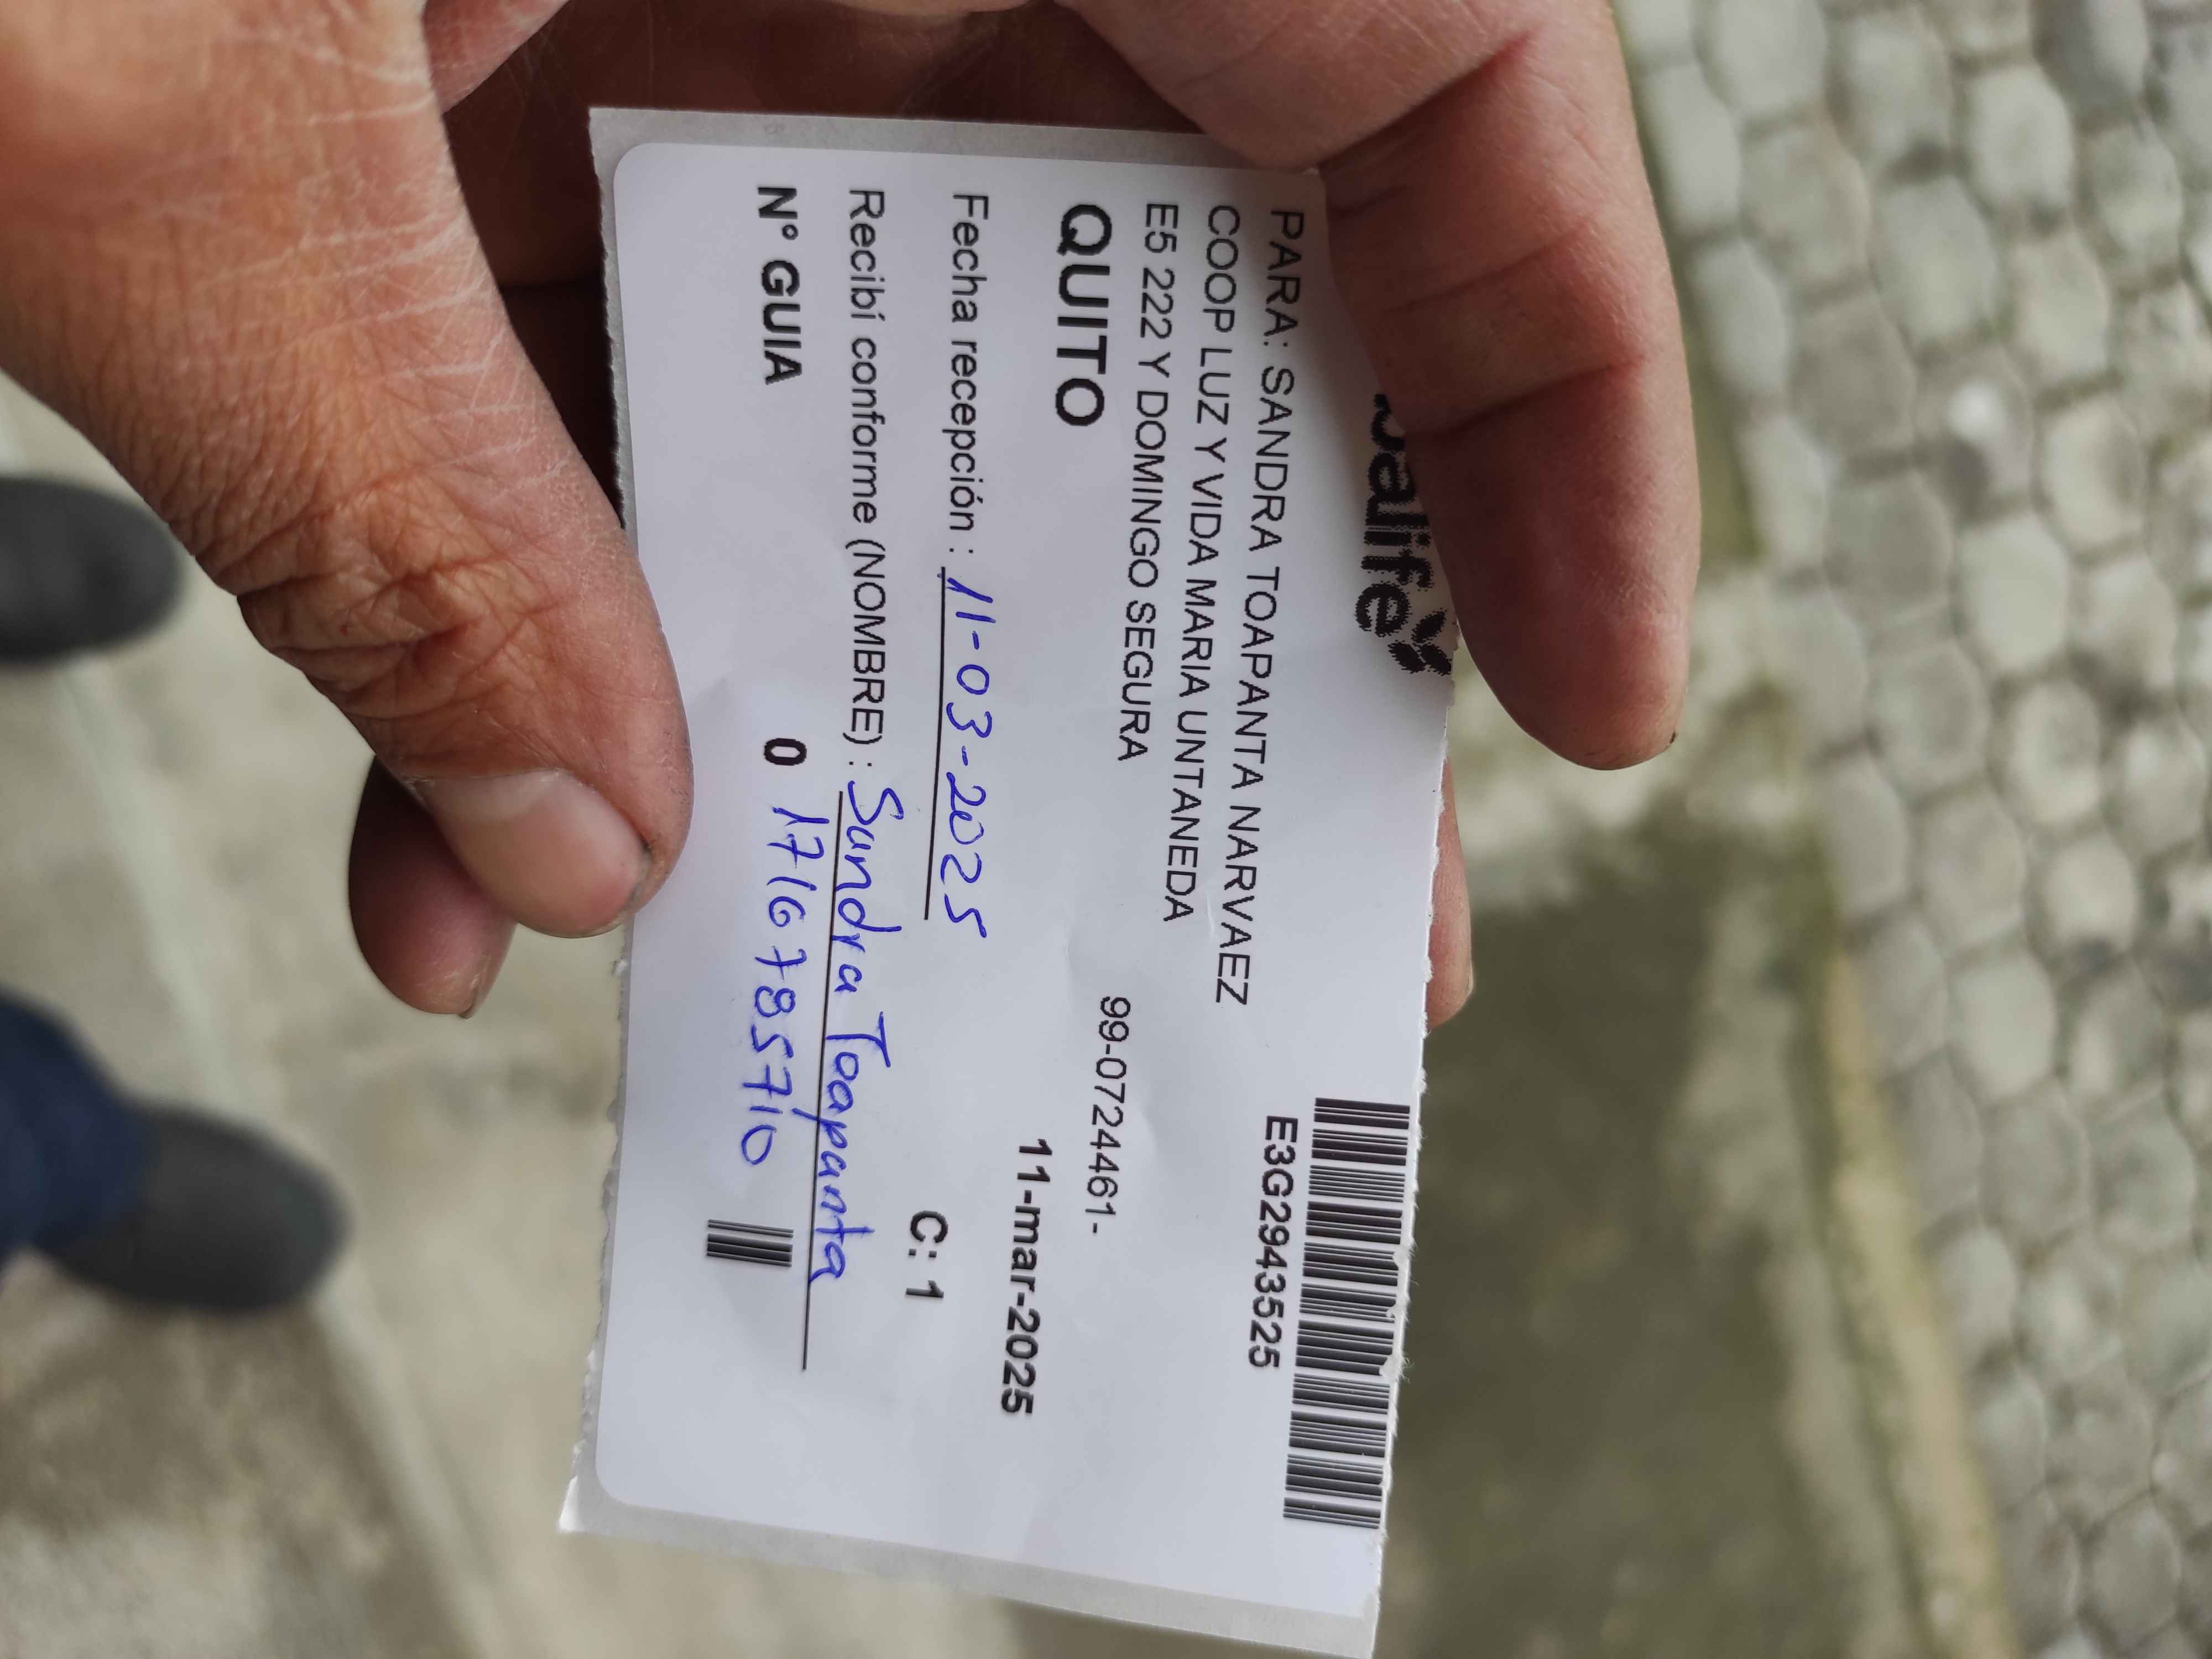 E3G2943525
PARA: SANDRA TOAPANTA NARVAEZ
COOP LUZ Y VIDA MARIA UNTANEDA
E5 222 Y DOMINGO SEGURA
99-0724461-
QUITO
11-mar-2025
Fecha recepción : 11-03-2025
C: 1
Recibí conforme (NOMBRE) : Sandra Toapanta
Nº GUIA 0 1716785710